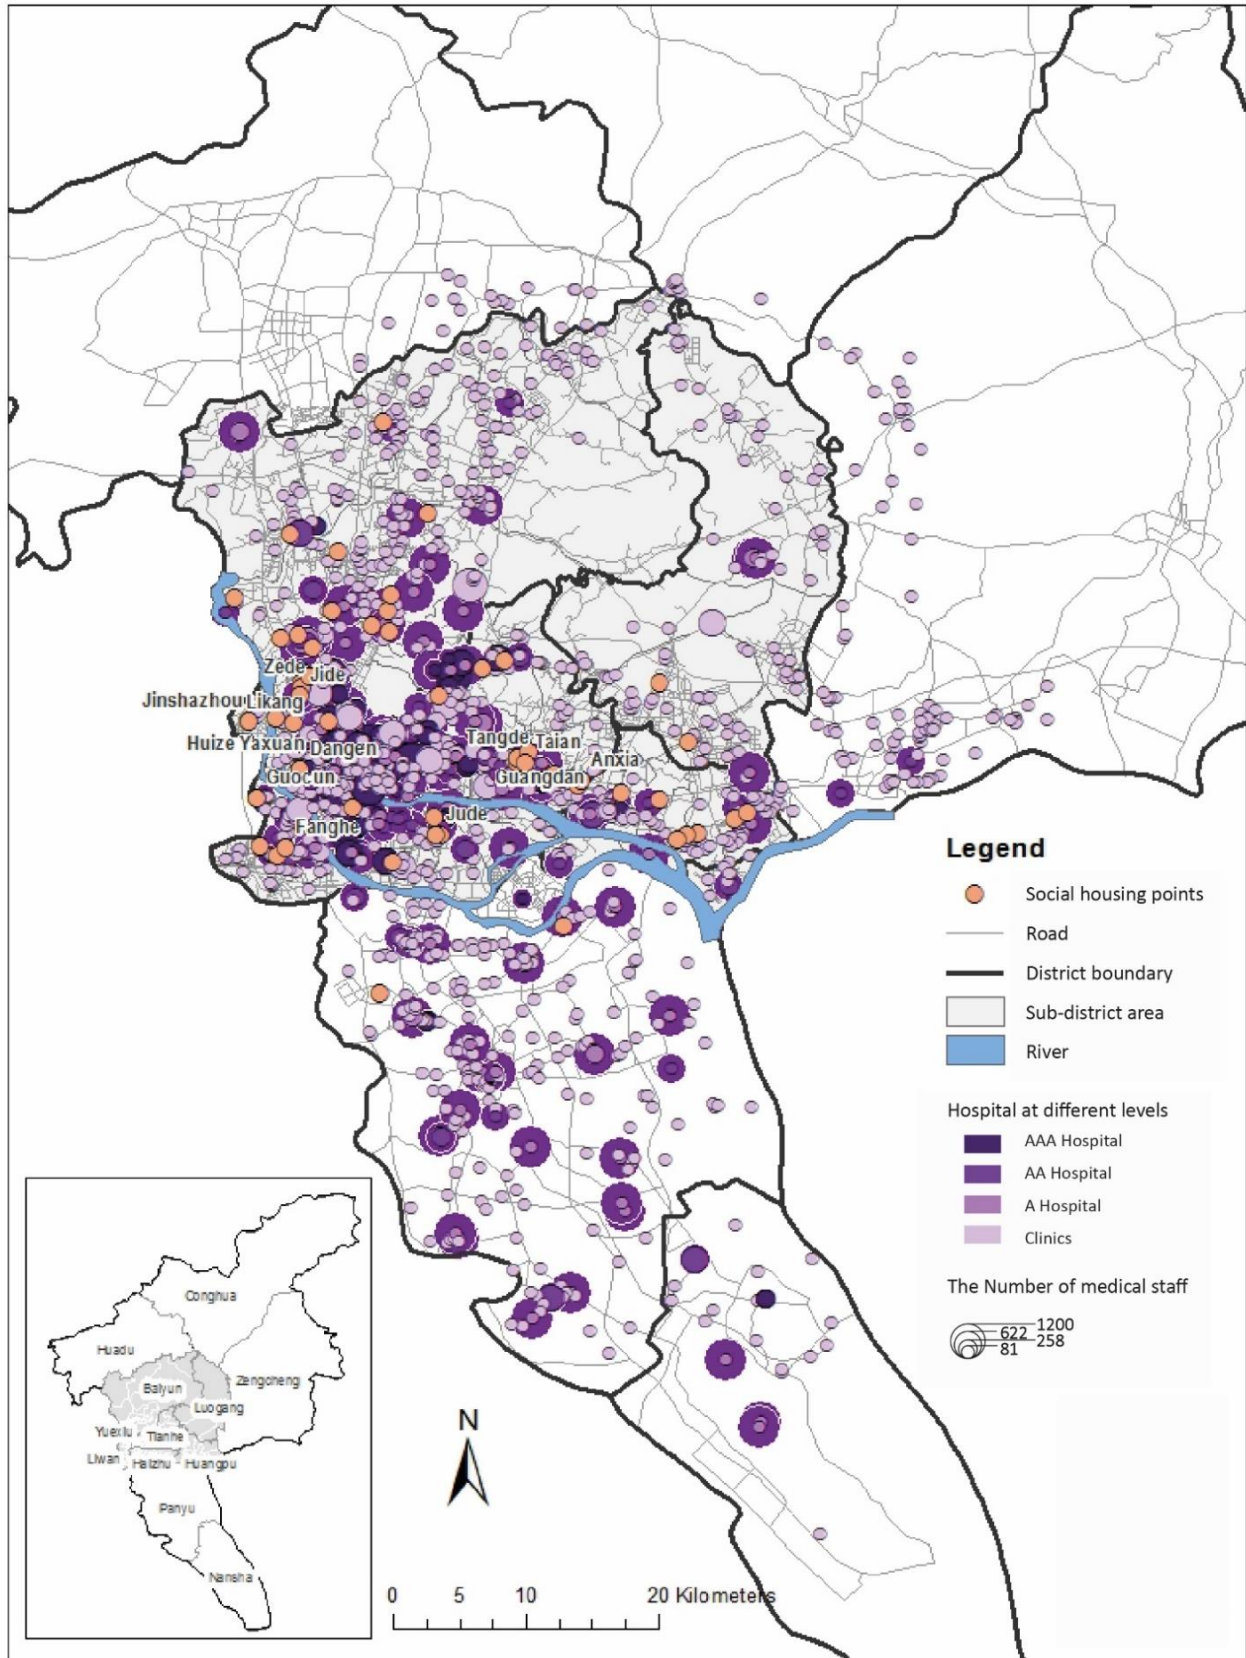 Zede Jide
Jinshazhou Likang
Huize Yaxuan Dangen
Guocun
Fanghe
Tangde Taian
Anxia
Guangdan
Jude
Legend
Social housing points
Road
District boundary
Sub-district area
River
Hospital at different levels
AAA Hospital
AA Hospital
A Hospital
Clinics
The Number of medical staff
1200
622 258
81
Conghua
Huadu
Zengcheng
Baiyun
Luogang
Yuexiu Tianhe
Liwan Haizhu Huangpu
Panyu
Nansha
N
0 5 10 20 Kilometers